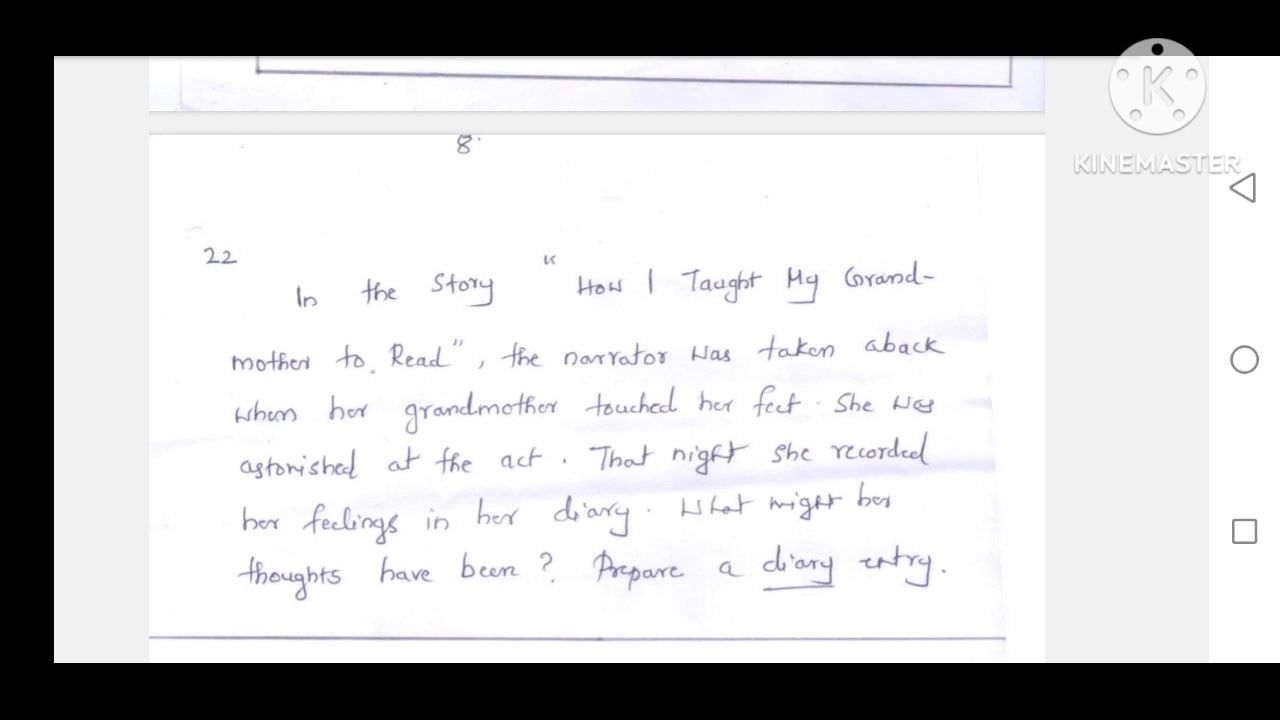 8.
KINEMASTER
22
In the Story "How I Taught My Grand-
mother to Read", the narrator was taken aback
when her grandmother touched her feet. She was
astonished at the act. That night she recorded
her feelings in her diary. What might her
thoughts have been? Prepare a diary entry.